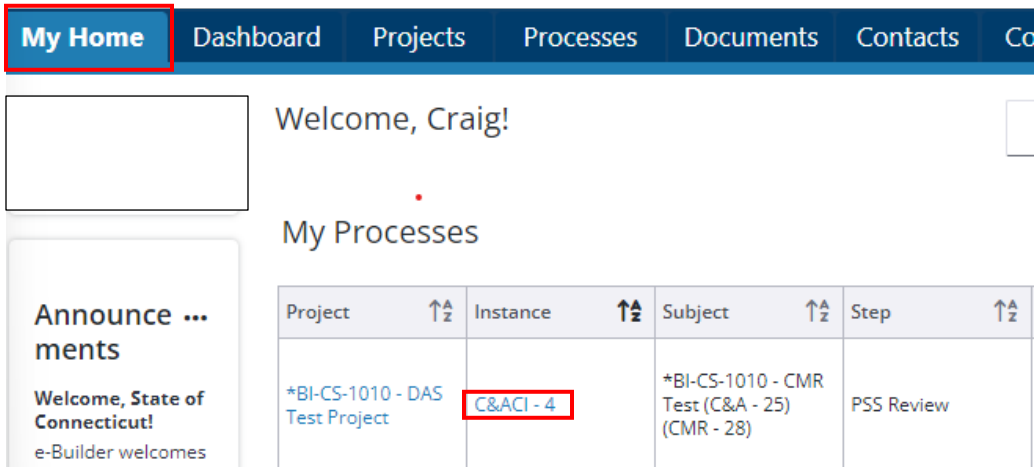 My Home Dashboard Projects Processes Documents Contacts Co
Welcome, Craig!
My Processes
Announce ...
ments
Welcome, State of
Connecticut!
e-Builder welcomes
Project Instance Subject Step
*BI-CS-1010 - DAS
Test Project
C&ACI - 4
*BI-CS-1010 - CMR
Test (C&A - 25)
(CMR - 28)
PSS Review